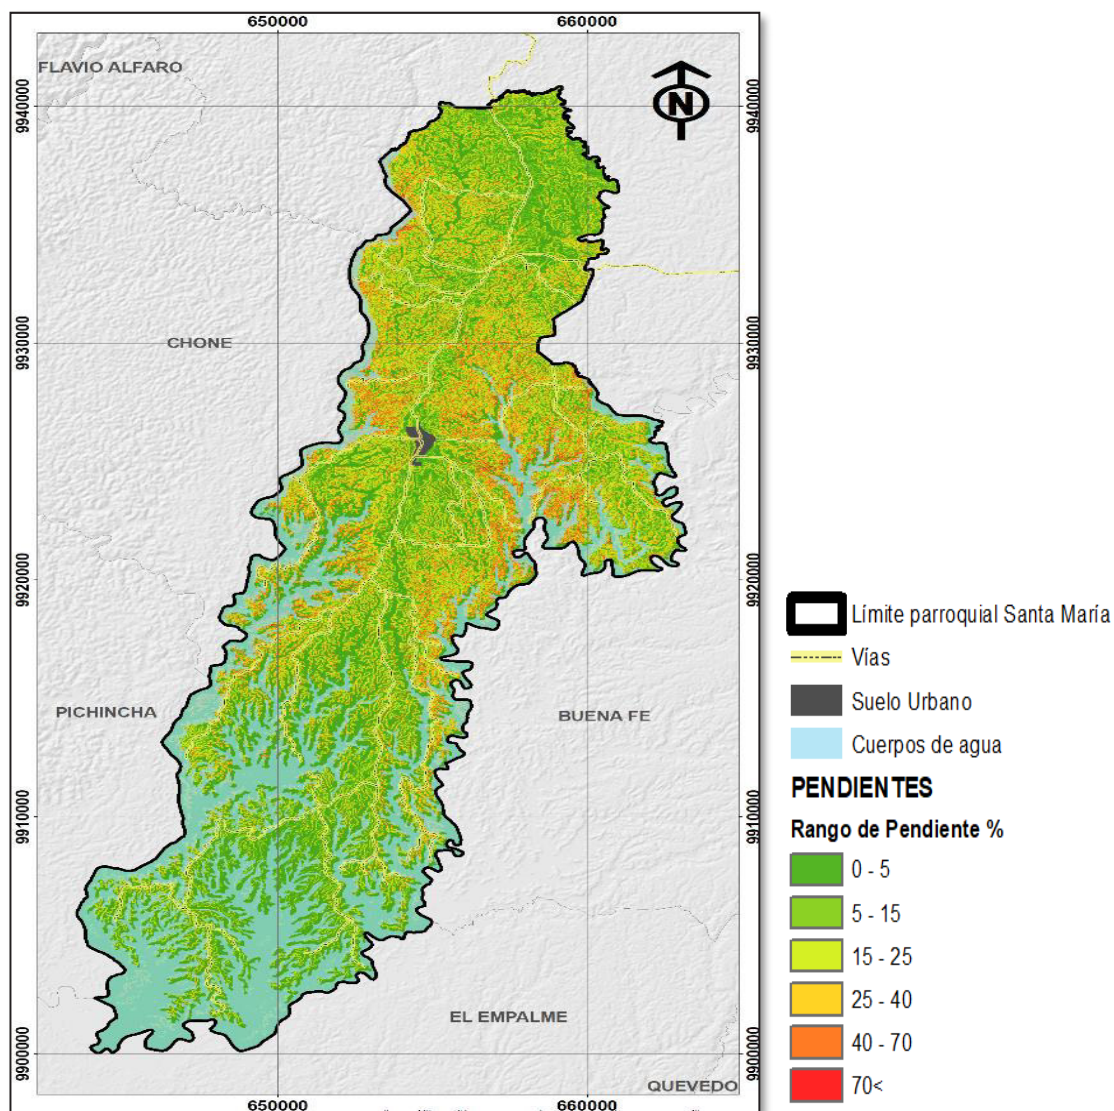 650000
660000
FLAVIO ALFARO
N
9940000
9940000
9930000
9930000
CHONE
9920000
9920000
Límite parroquial Santa María
Vías
PICHINCHA
BUENA FE
Suelo Urbano
Cuerpos de agua
PENDIENTES
9910000
9910000
Rango de Pendiente %
0 - 5
5 - 15
15 - 25
25 - 40
EL EMPALME
40 - 70
9900000
9900000
QUEVEDO
70<
650000
660000